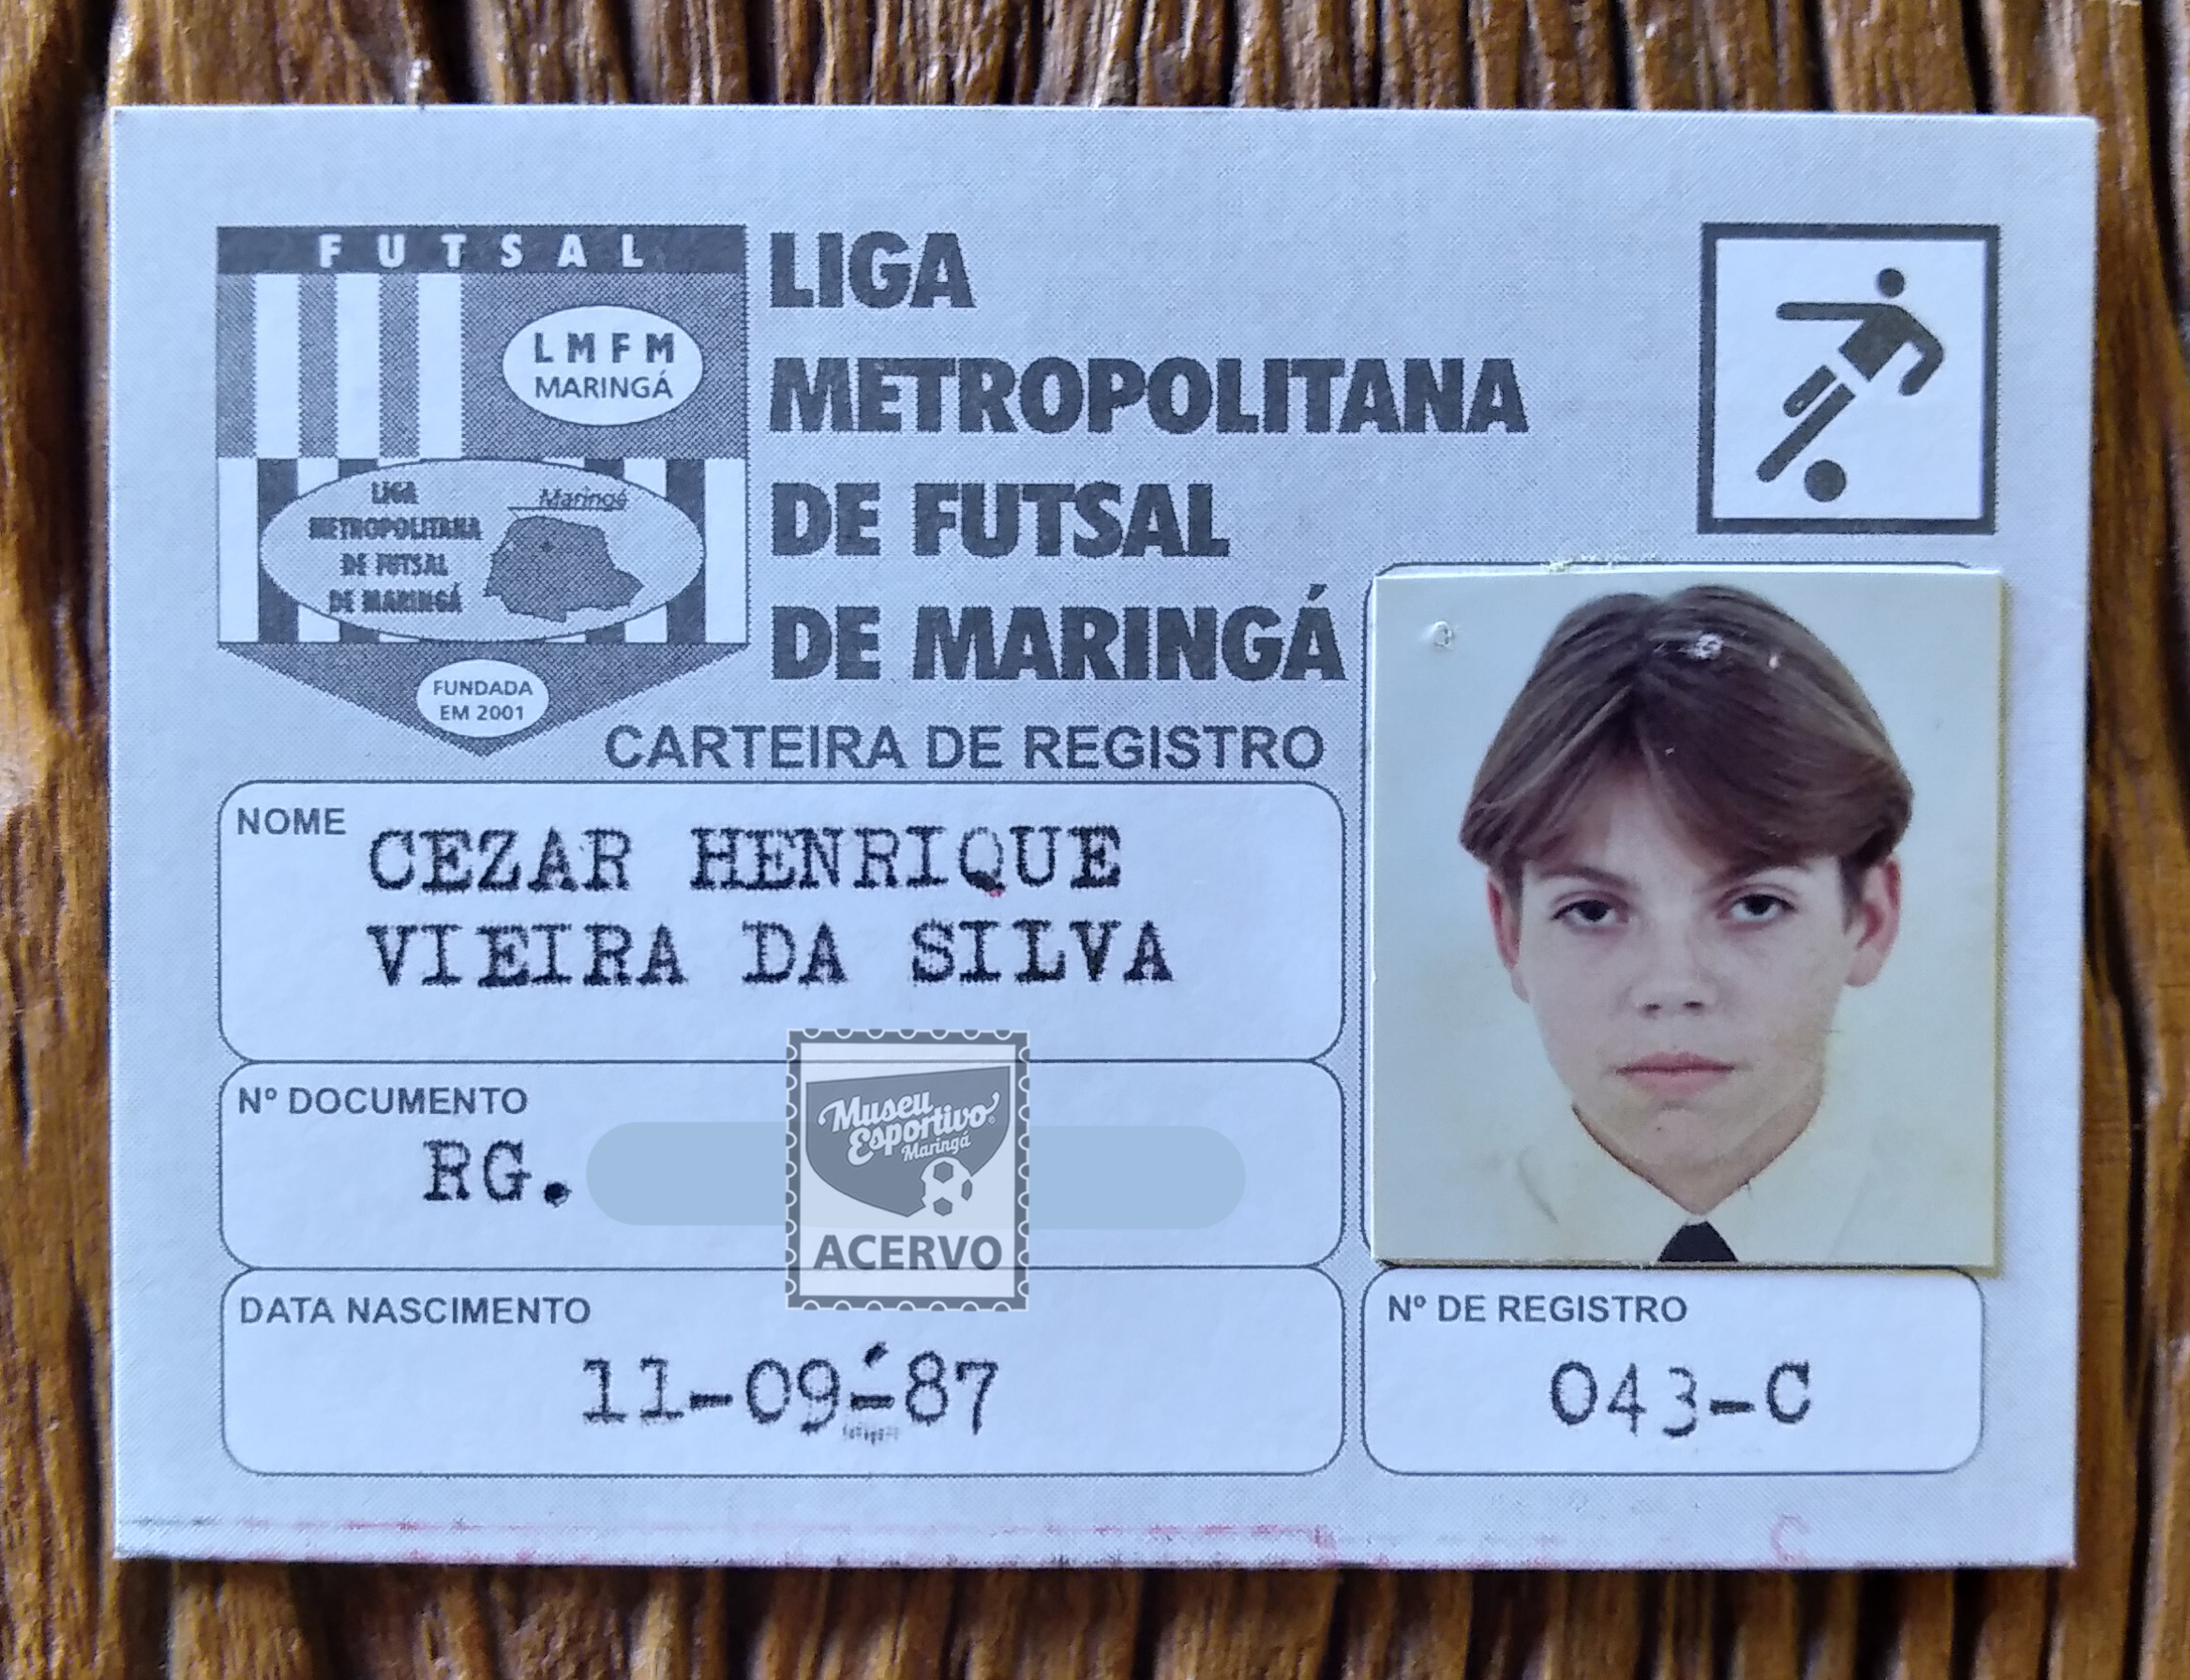 FUTSAL
LMFM
MARINGÁ
LIGA
METROPOLITANA
DE FUTSAL
DE MARINGÁ
Maringá
FUNDADA
EM 2001
LIGA
METROPOLITANA
DE FUTSAL
DE MARINGÁ
CARTEIRA DE REGISTRO
NOME
CEZAR HENRIQUE
VIEIRA DA SILVA
Nº DOCUMENTO
RG.
Museu
Esportivo
Maringá
ACERVO
DATA NASCIMENTO
11-09-87
Nº DE REGISTRO
043-C